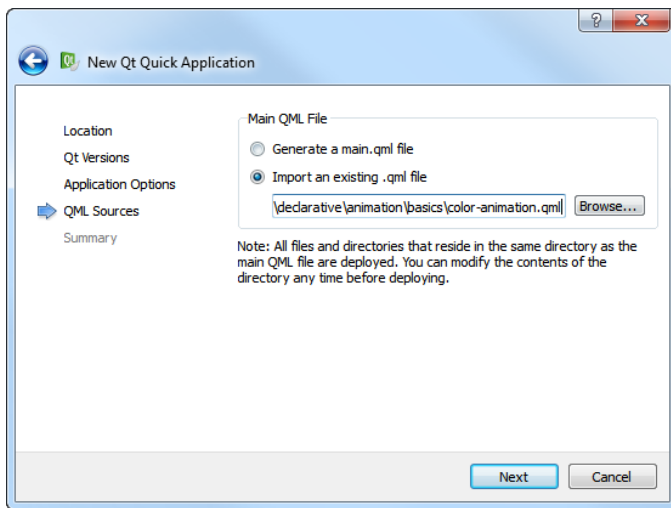 New Qt Quick Application
Location
Qt Versions
Application Options
QML Sources
Summary
Main QML File
Generate a main.qml file
Import an existing .qml file
\declarative\animation\basics\color-animation.qml
Browse...
Note: All files and directories that reside in the same directory as the
main QML file are deployed. You can modify the contents of the
directory any time before deploying.
Next
Cancel